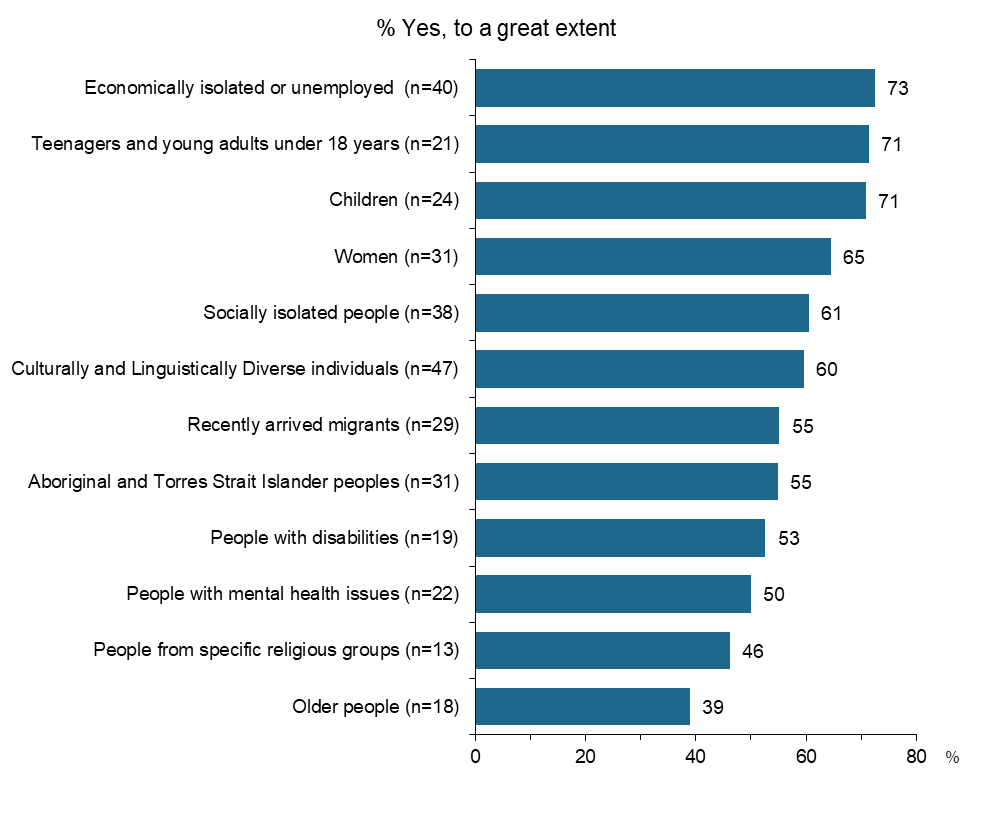 % Yes, to a great extent
Economically isolated or unemployed  (n=40) 73
Teenagers and young adults under 18 years (n=21) 71
Children (n=24) 71
Women (n=31) 65
Socially isolated people (n=38) 61
Culturally and Linguistically Diverse individuals (n=47) 60
Recently arrived migrants (n=29) 55
Aboriginal and Torres Strait Islander peoples (n=31) 55
People with disabilities (n=19) 53
People with mental health issues (n=22) 50
People from specific religious groups (n=13) 46
Older people (n=18) 39
0 20 40 60 80 %